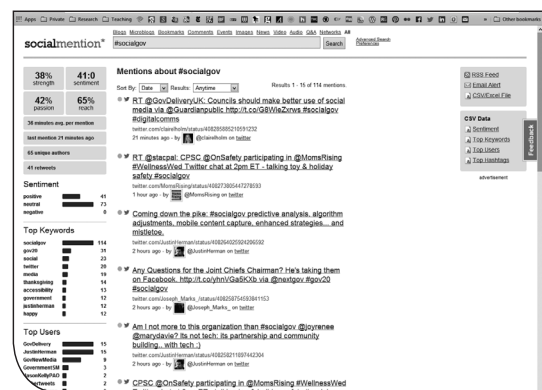 Apps Private Research Teaching
Other bookmarks
Blogs Microblogs Bookmarks Comments Events Images News Video Audio Q&A Networks All
socialmention*
#socialgov
Search
Advanced Search
Preferences
38%
strength
41:0
sentiment
42%
passion
65%
reach
36 minutes avg. per mention
last mention 21 minutes ago
65 unique authors
41 retweets
Sentiment
positive 41
neutral 73
negative 0
Top Keywords
socialgov 114
gov20 31
social 23
twitter 20
media 19
thanksgiving 14
accessibility 13
government 12
justinherman 12
happy 12
Top Users
GovDelivery 15
JustinHerman 15
GovNewMedia 9
GovernmentSM 3
2
2
Mentions about #socialgov
Sort By: Date Results: Anytime
Results 1 - 15 of 114 mentions.
RT @GovDeliveryUK: Councils should make better use of social
media via @Guardianpublic http://t.co/G8WieZxrws #socialgov
#digitalcomms
twitter.com/clairelholm/status/408285885210591232
21 minutes ago - by @clairelholm on twitter
RT @stacpal: CPSC @OnSafety participating in @MomsRising
#WellnessWed Twitter chat at 2pm ET - talking toy & holiday
safety #socialgov
twitter.com/MomsRising/status/408273805447378593
1 hour ago - by @MomsRising on twitter
Coming down the pike: #socialgov predictive analysis, algorithm
adjustments, mobile content capture, enhanced strategies... and
mistletoe.
twitter.com/JustinHerman/status/408264025924206592
2 hours ago - by @JustinHerman on twitter
Any Questions for the Joint Chiefs Chairman? He's taking them
on Facebook. http://t.co/yhnVGa5KXb via @nextgov #gov20
#socialgov
twitter.com/Joseph_Marks_/status/408258754593841153
2 hours ago - by @Joseph_Marks_ on twitter
Am I not more to this organization than #socialgov @joyrenee
@marydavie? Its not tech: its partnership and community
building.. with tech :)
twitter.com/JustinHerman/status/408258211897442304
2 hours ago - by @JustinHerman on twitter
CPSC @OnSafety participating in @MomsRising #WellnessWed
RSS Feed
Email Alert
CSV/Excel File
CSV Data
Sentiment
Top Keywords
Top Users
Top Hashtags
advertisement
Feedback